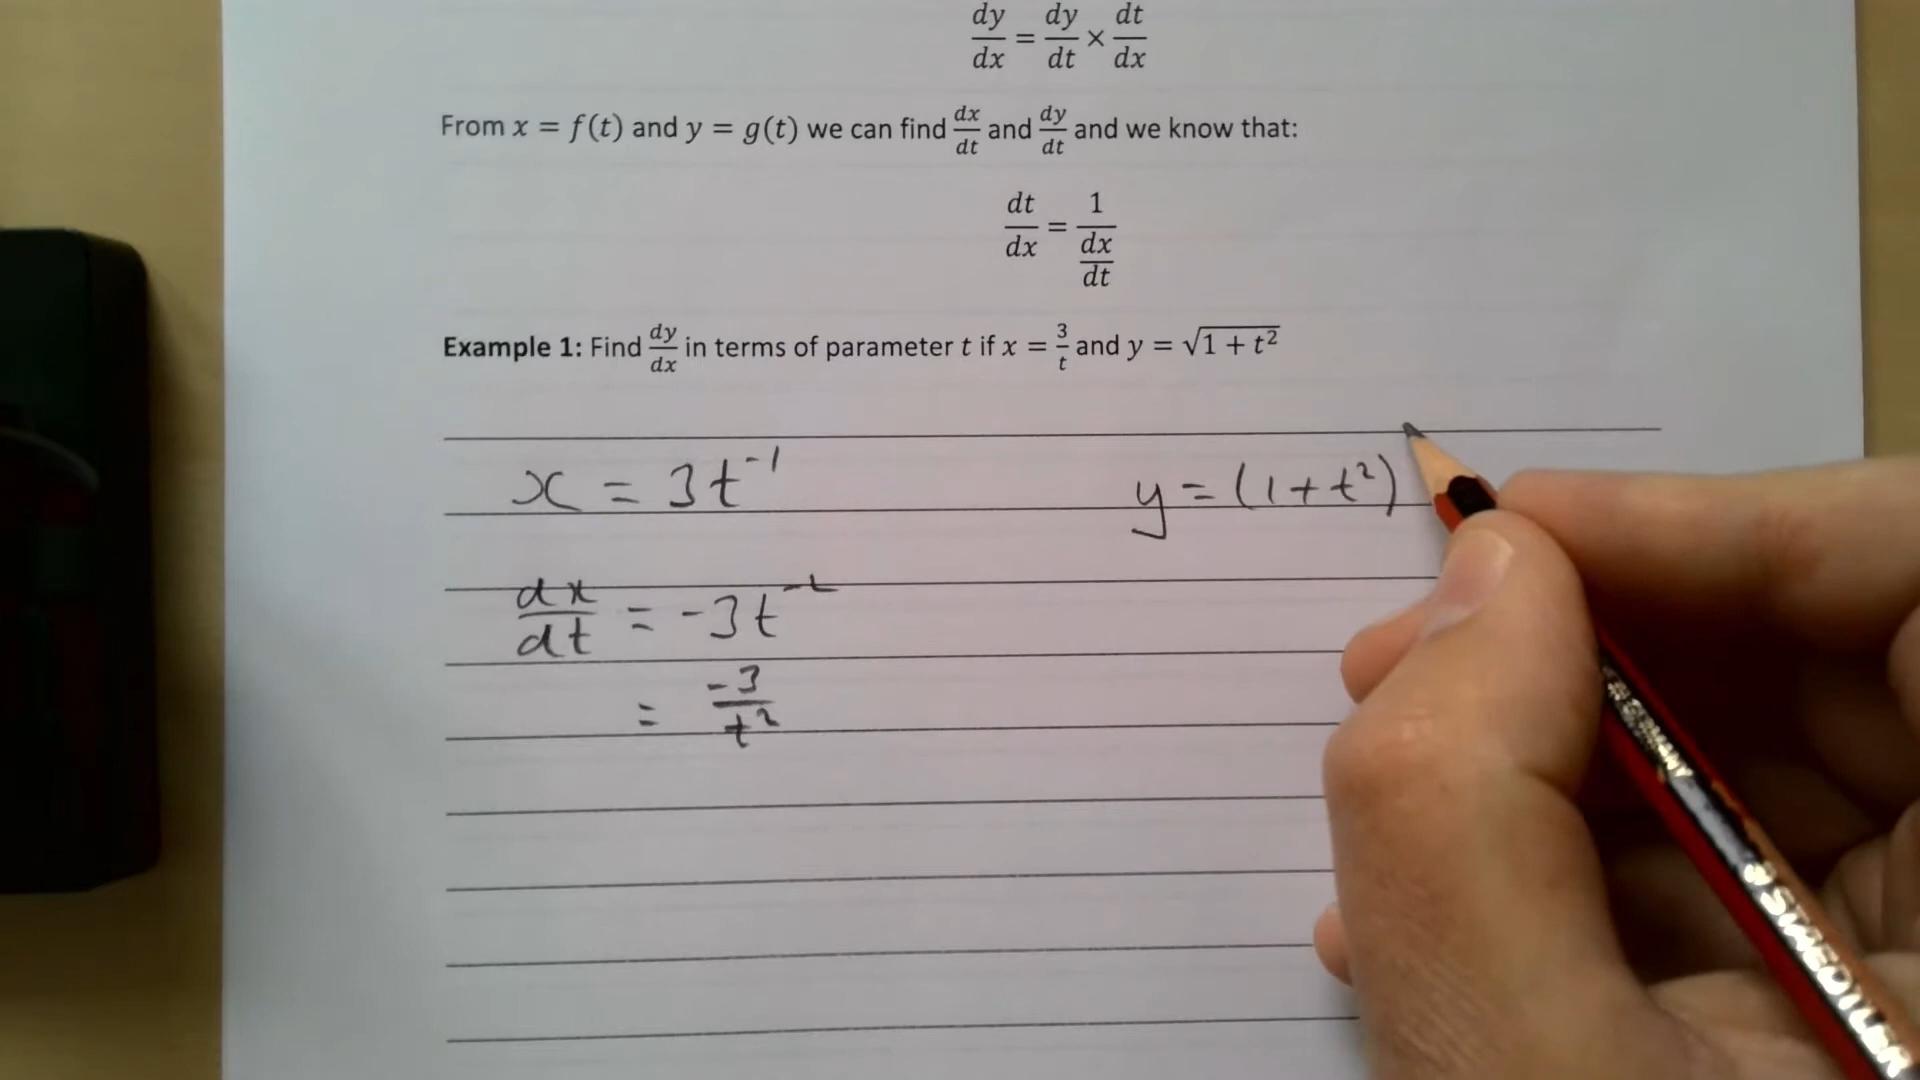 dy/dx = dy/dt × dt/dx
From x = f(t) and y = g(t) we can find dx/dt and dy/dt and we know that:
dt/dx = 1/(dx/dt)
Example 1: Find dy/dx in terms of parameter t if x = 3/t and y = √(1 + t²)
x = 3t⁻¹
y = (1+t²)
dx/dt = -3t⁻²
= -3/t²
GERMANY
STAEDTLER